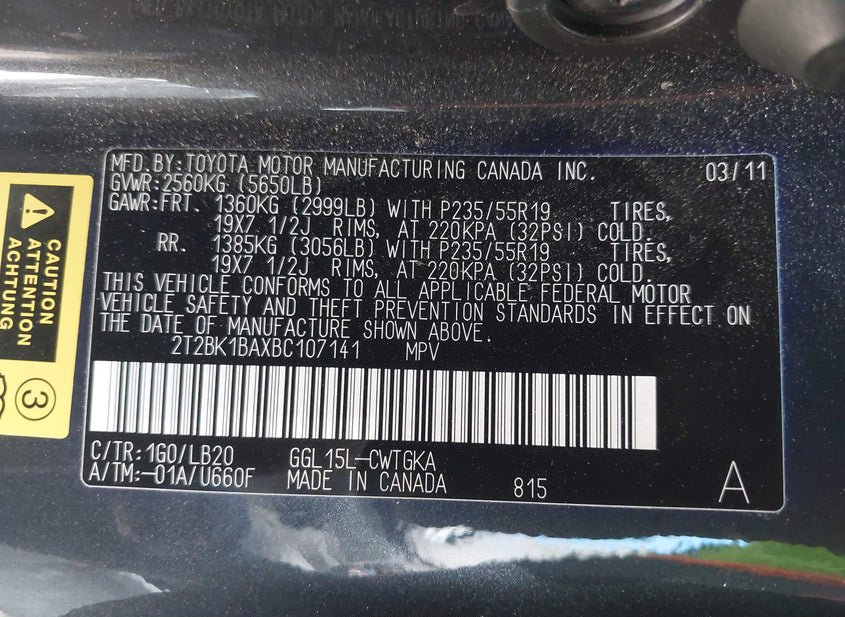 MFD.BY:TOYOTA MOTOR MANUFACTURING CANADA INC. 03/11
GVWR:2560KG (5650LB)
GAWR:FRT. 1360KG (2999LB) WITH P235/55R19 TIRES,
19X7 1/2J RIMS, AT 220KPA (32PSI) COLD.
RR. 1385KG (3056LB) WITH P235/55R19 TIRES,
19X7 1/2J RIMS, AT 220KPA (32PSI) COLD.
THIS VEHICLE CONFORMS TO ALL APPLICABLE FEDERAL MOTOR
VEHICLE SAFETY AND THEFT PREVENTION STANDARDS IN EFFECT ON
THE DATE OF MANUFACTURE SHOWN ABOVE.
2T2BK1BAXBC107141 MPV
C/TR:1G0/LB20 GGL15L-CWTGKA
A/TM:-01A/U660F MADE IN CANADA 815 A
CAUTION
ATTENTION
ACHTUNG
3